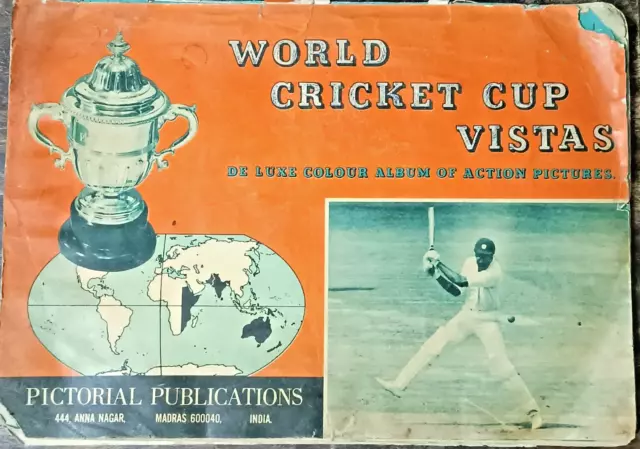 WORLD
CRICKET CUP
VISTAS
DE LUXE COLOUR ALBUM OF ACTION PICTURES.
PICTORIAL PUBLICATIONS
444, ANNA NAGAR, MADRAS 600040, INDIA.